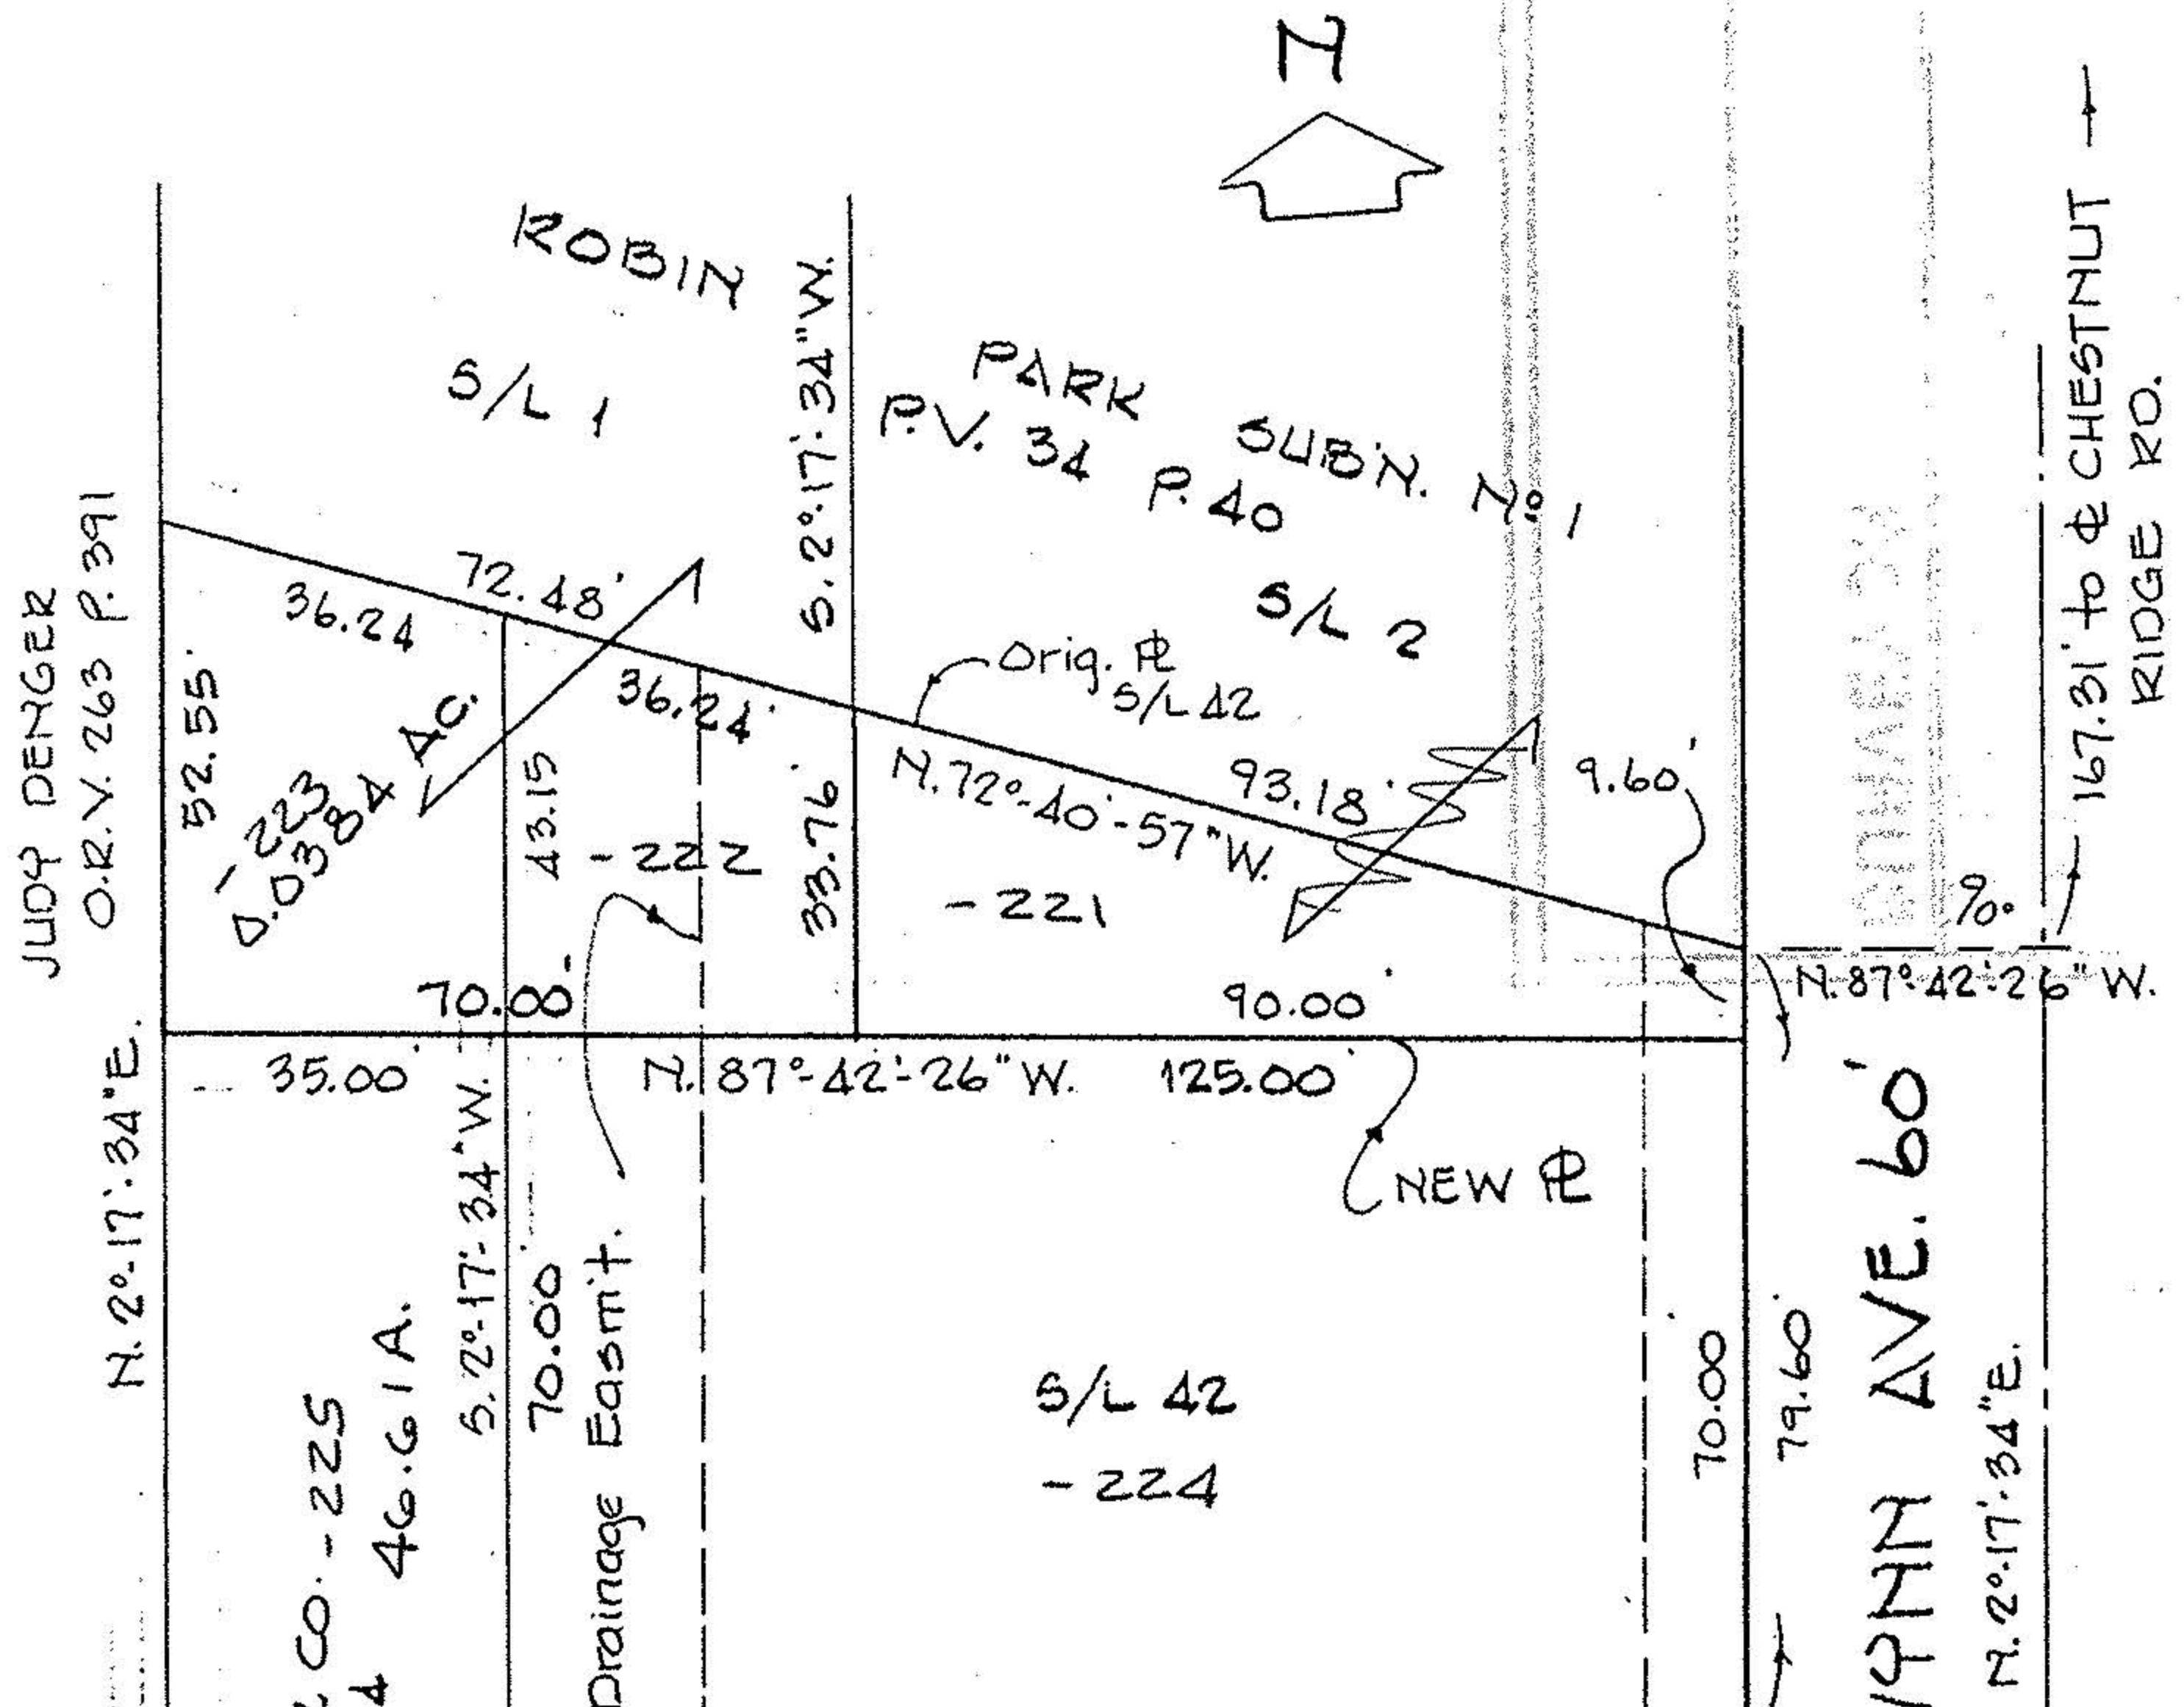 N
ROBIN
S/L 1
S. 2°-17'-34" W.
PARK
P.V. 34 P. 40
SUB'N. No. 1
S/L 2
167.31' to ℄ CHESTNUT
RIDGE RD.
JUDY DENGER
O.R.V. 263 P. 391
72.48'
36.24
36.24'
Orig. ℙL
S/L 42
N. 72°-40'-57" W.
93.18'
9.60'
52.55'
-223
0.0384 AC.
43.15
-222
33.76'
-221
70.00
90.00'
N. 87°-42'-26" W.
35.00'
N. 87°-42'-26" W. 125.00'
NEW ℙL
N. 2°-17'-34" E.
S. 2°-17'-34" W.
70.00'
Drainage Easm't.
S/L 42
-224
70.00'
79.60'
AVE. 60'
N. 2°-17'-34" E.
CO. -225
46.61 A.